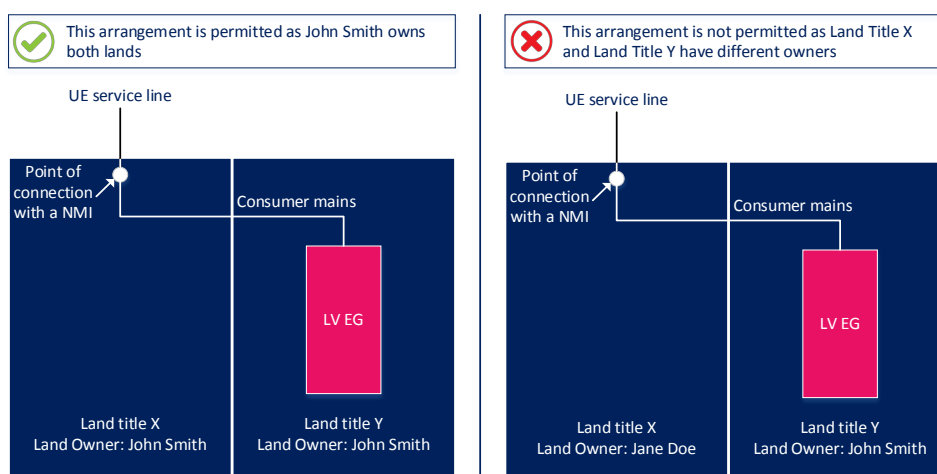 This arrangement is permitted as John Smith owns
both lands
UE service line
Point of
connection
with a NMI
Consumer mains
LV EG
Land title X
Land Owner: John Smith
Land title Y
Land Owner: John Smith
This arrangement is not permitted as Land Title X
and Land Title Y have different owners
UE service line
Point of
connection
with a NMI
Consumer mains
LV EG
Land title X
Land Owner: Jane Doe
Land title Y
Land Owner: John Smith